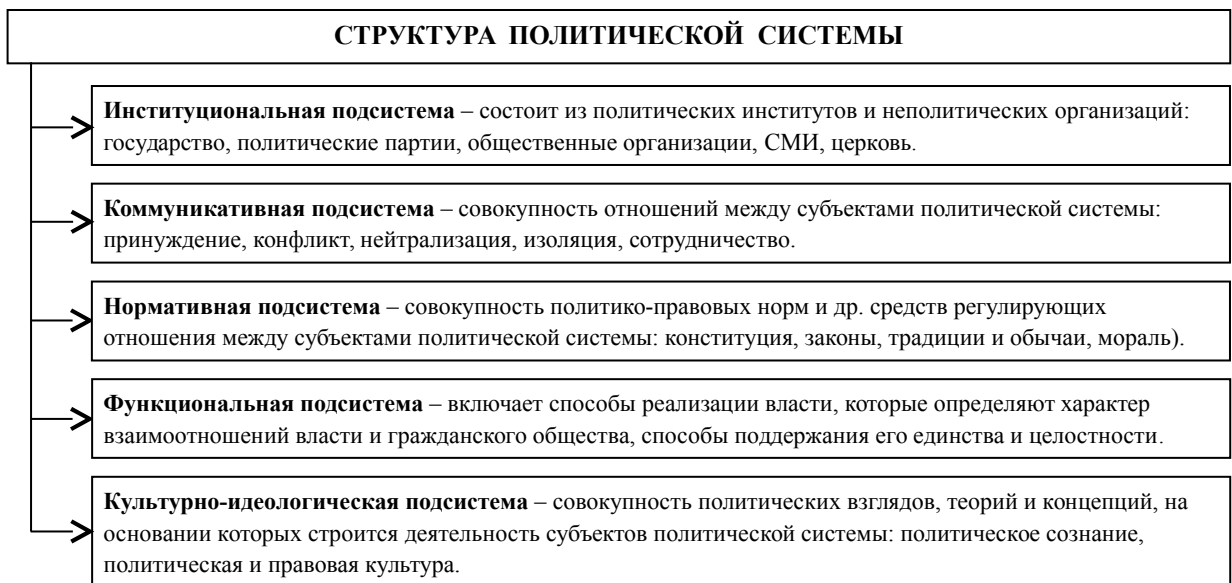 СТРУКТУРА ПОЛИТИЧЕСКОЙ СИСТЕМЫ
Институциональная подсистема – состоит из политических институтов и неполитических организаций:
государство, политические партии, общественные организации, СМИ, церковь.
Коммуникативная подсистема – совокупность отношений между субъектами политической системы:
принуждение, конфликт, нейтрализация, изоляция, сотрудничество.
Нормативная подсистема – совокупность политико-правовых норм и др. средств регулирующих
отношения между субъектами политической системы: конституция, законы, традиции и обычаи, мораль).
Функциональная подсистема – включает способы реализации власти, которые определяют характер
взаимоотношений власти и гражданского общества, способы поддержания его единства и целостности.
Культурно-идеологическая подсистема – совокупность политических взглядов, теорий и концепций, на
основании которых строится деятельность субъектов политической системы: политическое сознание,
политическая и правовая культура.